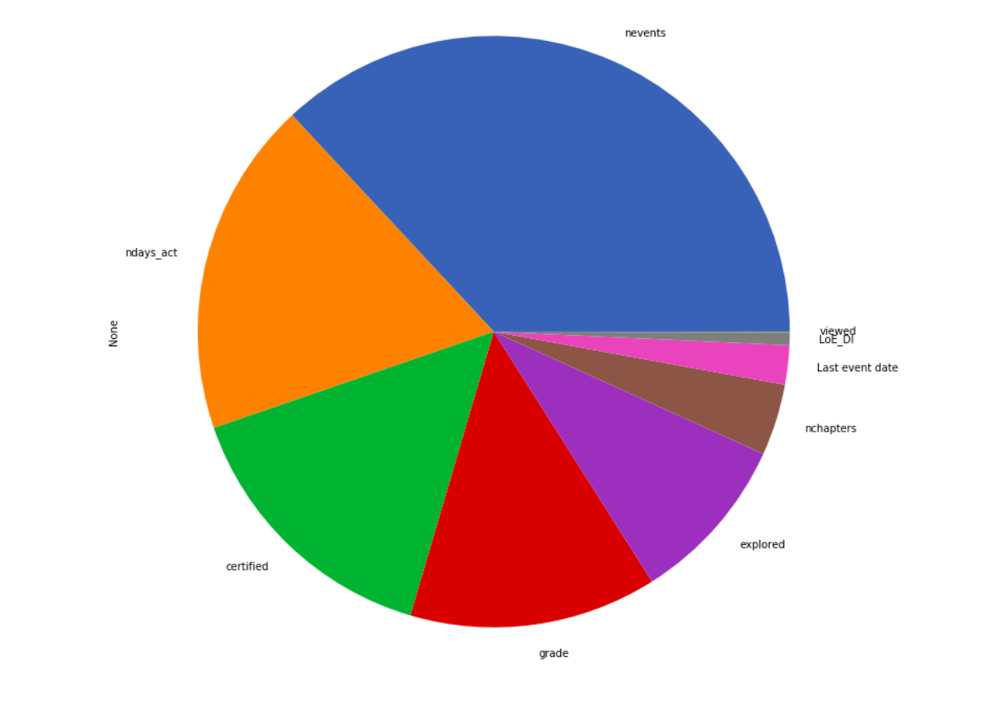 nevents
ndays_act
None
viewed
LoE_DI
Last event date
nchapters
explored
certified
grade